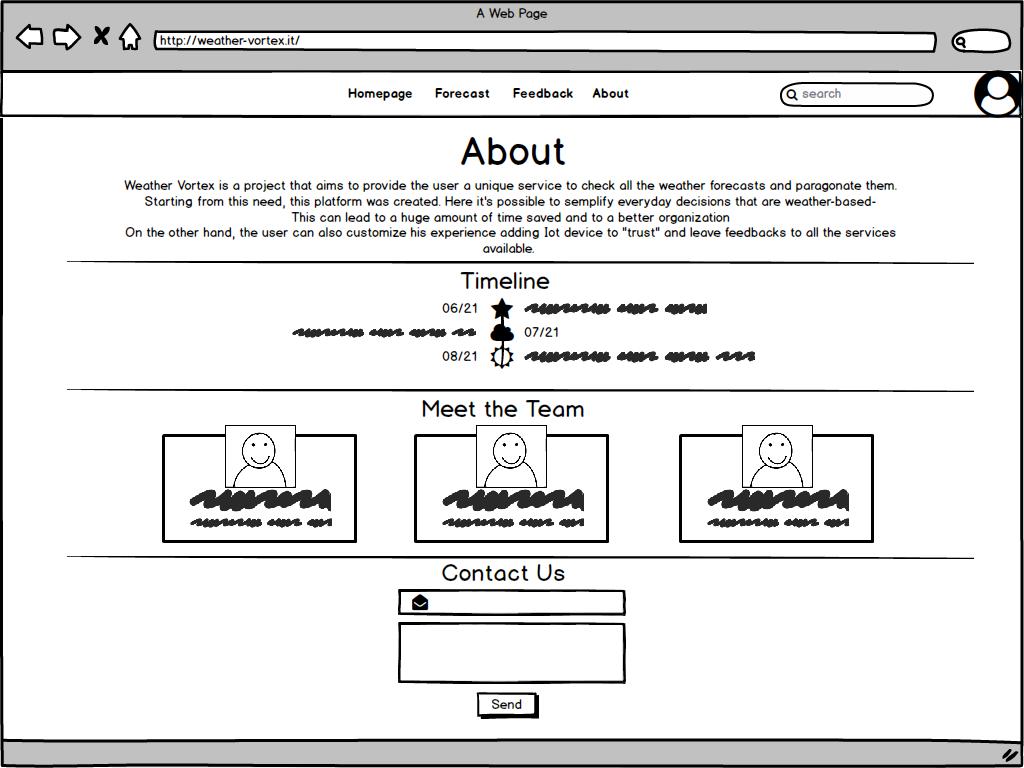 A Web Page
http://weather-vortex.it/
Homepage Forecast Feedback About search
About
Weather Vortex is a project that aims to provide the user a unique service to check all the weather forecasts and paragonate them.
Starting from this need, this platform was created. Here it's possible to semplify everyday decisions that are weather-based-
This can lead to a huge amount of time saved and to a better organization
On the other hand, the user can also customize his experience adding Iot device to "trust" and leave feedbacks to all the services
available.
Timeline
06/21
07/21
08/21
Meet the Team
Contact Us
Send